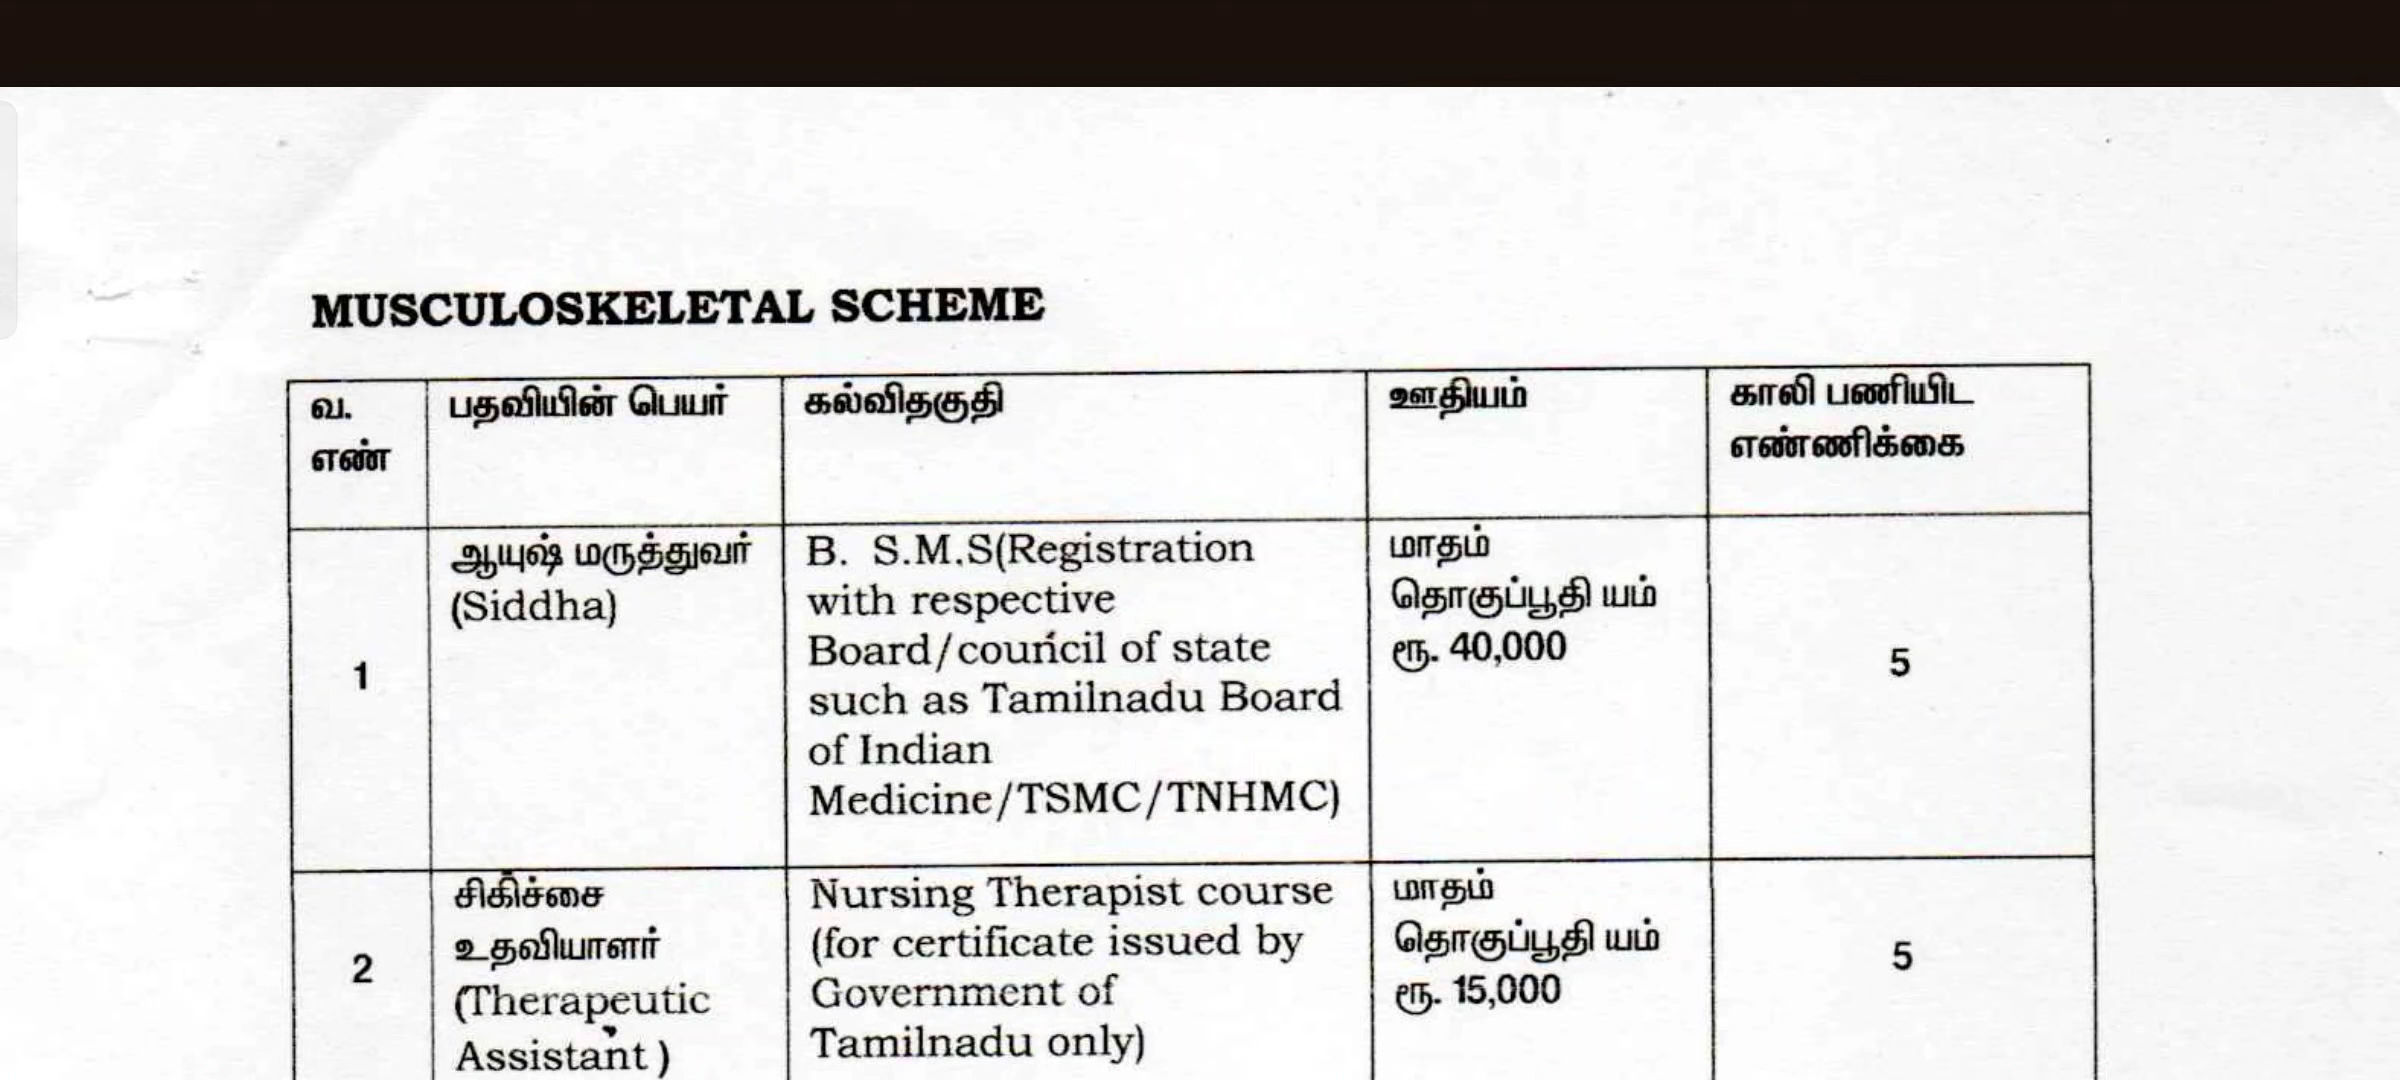 MUSCULOSKELETAL SCHEME
வ.
எண்
பதவியின் பெயர்
கல்விதகுதி
ஊதியம்
காலி பணியிட
எண்ணிக்கை
1
ஆயுஷ் மருத்துவர்
(Siddha)
B. S.M.S(Registration
with respective
Board/council of state
such as Tamilnadu Board
of Indian
Medicine/TSMC/TNHMC)
மாதம்
தொகுப்பூதி யம்
ரூ. 40,000
5
2
சிகிச்சை
உதவியாளர்
(Therapeutic
Assistant )
Nursing Therapist course
(for certificate issued by
Government of
Tamilnadu only)
மாதம்
தொகுப்பூதி யம்
ரூ. 15,000
5